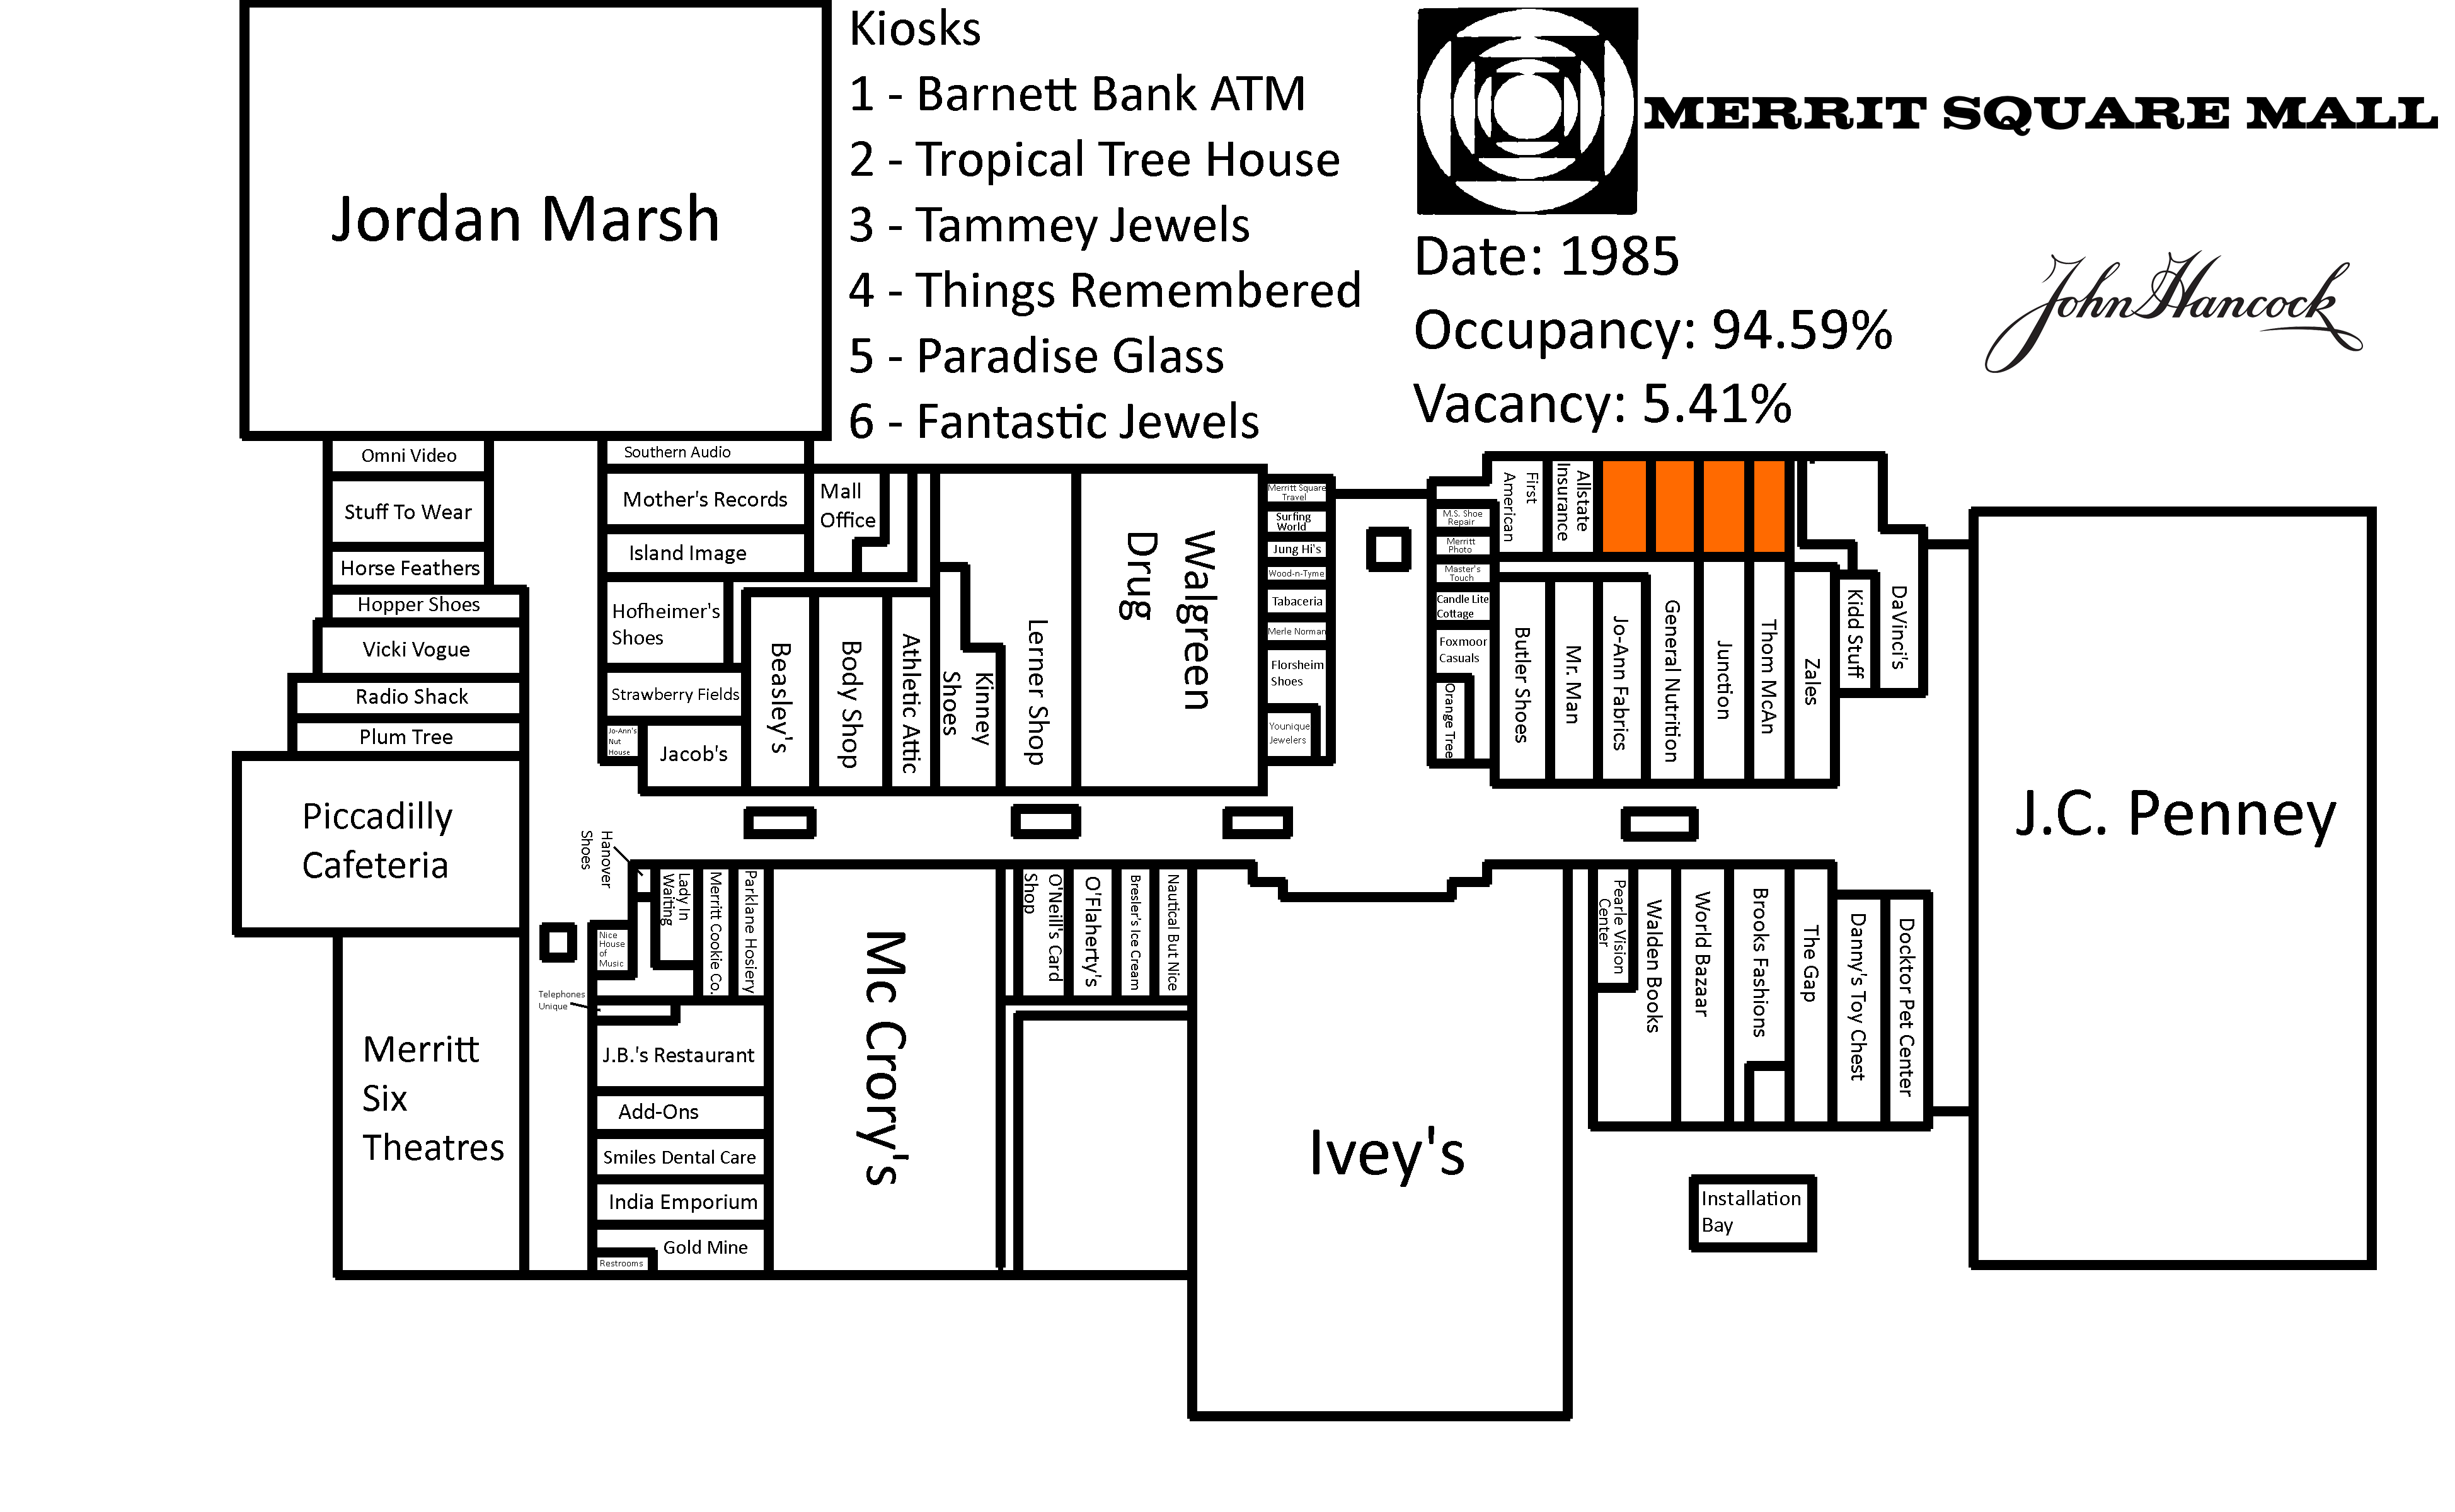 Kiosks
1 - Barnett Bank ATM
2 - Tropical Tree House
3 - Tammey Jewels
4 - Things Remembered
5 - Paradise Glass
6 - Fantastic Jewels
MERRIT SQUARE MALL
Date: 1985
Occupancy: 94.59%
Vacancy: 5.41%
John Hancock
Jordan Marsh
Omni Video
Stuff To Wear
Horse Feathers
Hopper Shoes
Vicki Vogue
Radio Shack
Plum Tree
Piccadilly
Cafeteria
Merritt
Six
Theatres
Southern Audio
Mother's Records
Island Image
Mall
Office
Hofheimer's
Shoes
Strawberry Fields
Jo-Ann's
Nut
House
Jacob's
Beasley's
Body Shop
Athletic Attic
Kinney
Shoes
Lerner Shop
Walgreen
Drug
Merritt Square
Travel
Surfing
World
Jung Hi's
Wood-n-Tyme
Tabaceria
Merle Norman
Florsheim
Shoes
Younique
Jewelers
First
American
Allstate
Insurance
M.S. Shoe
Repair
Merritt
Photo
Master's
Touch
Candle Lite
Cottage
Foxmoor
Casuals
Orange Tree
Butler Shoes
Mr. Man
Jo-Ann Fabrics
General Nutrition
Junction
Thom McAn
Zales
Kidd Stuff
DaVinci's
J.C. Penney
Hanover
Shoes
Lady In
Waiting
Merritt Cookie Co.
Parklane Hosiery
Nice
House
of
Music
Telephones
Unique
J.B.'s Restaurant
Add-Ons
Smiles Dental Care
India Emporium
Gold Mine
Restrooms
Mc Crory's
O'Neill's Card
Shop
O'Flaherty's
Bresler's Ice Cream
Nautical But Nice
Ivey's
Pearle Vision
Center
Walden Books
World Bazaar
Brooks Fashions
The Gap
Danny's Toy Chest
Docktor Pet Center
Installation
Bay